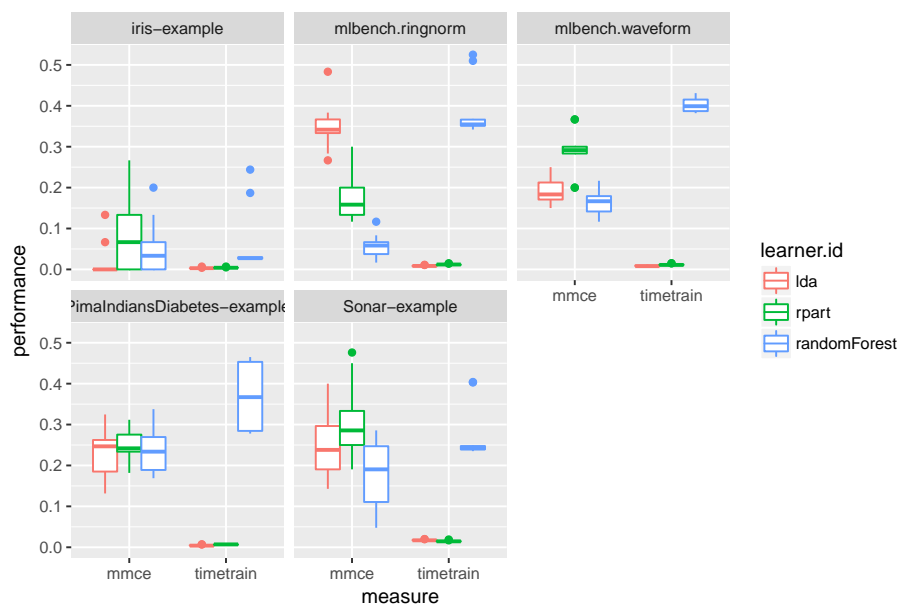 iris−example
mlbench.ringnorm
mlbench.waveform
0.5
0.4
0.3
0.2
0.1
0.0
mmce
timetrain
PimaIndiansDiabetes−example
Sonar−example
0.5
0.4
0.3
0.2
0.1
0.0
mmce
timetrain
mmce
timetrain
performance
measure
learner.id
lda
rpart
randomForest